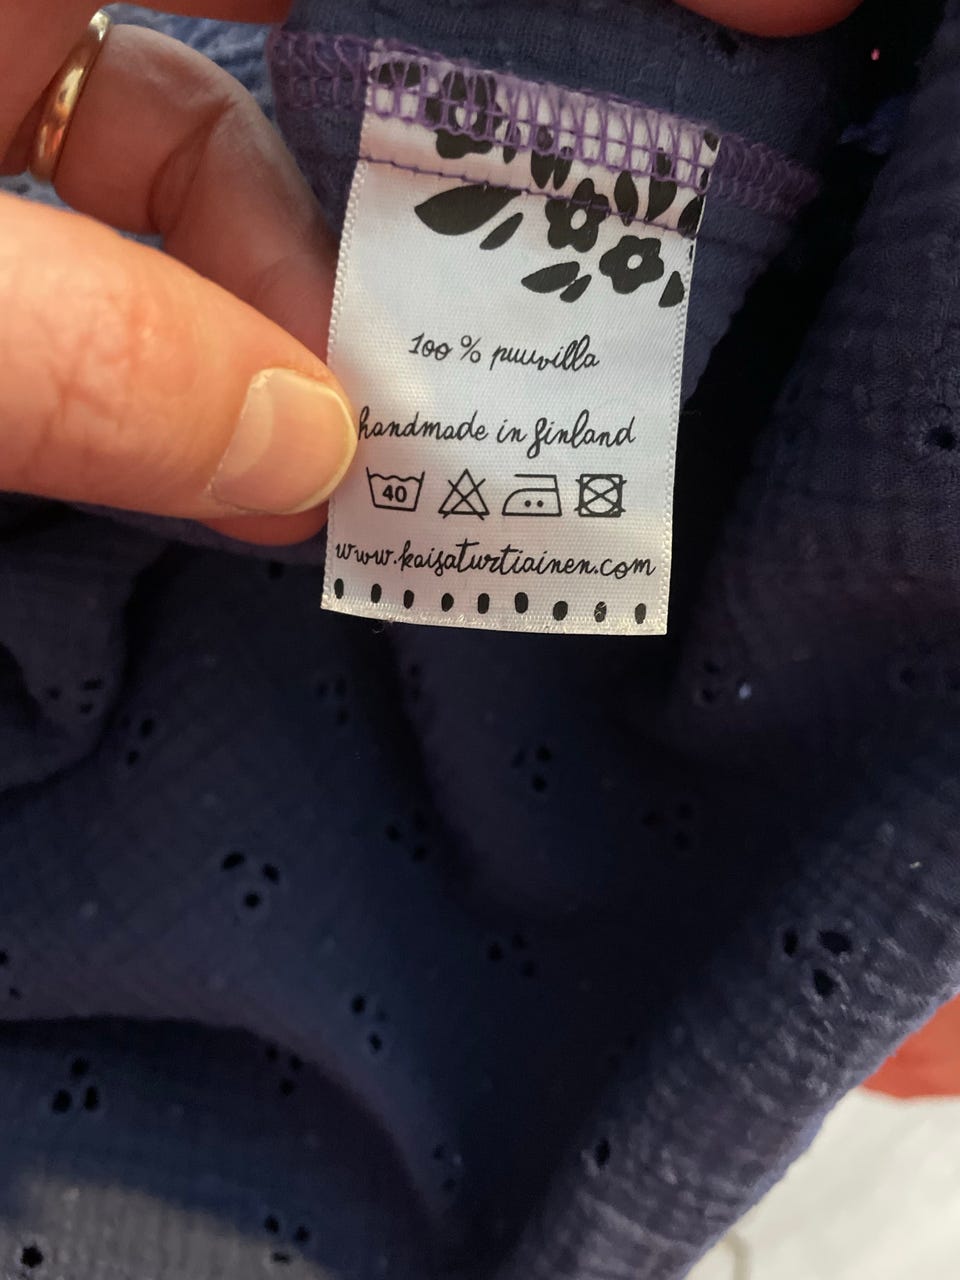 100 % puuvilla
handmade in finland
40
www.kaisaturtiainen.com